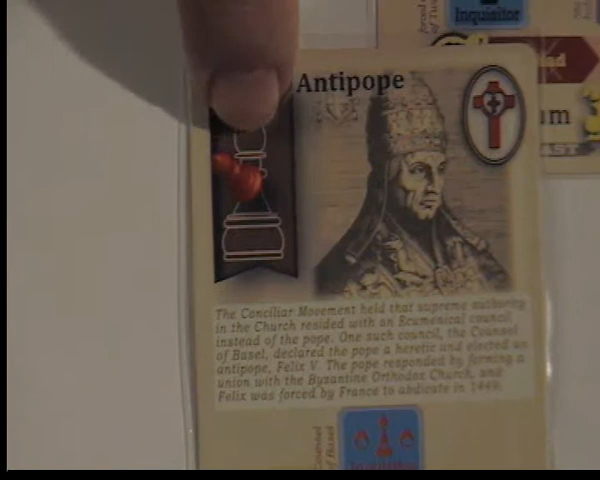 Inquisitor
Antipope
The Conciliar Movement held that supreme authority
in the Church resided with an Ecumenical council
instead of the pope. One such council, the Counsel
of Basel, declared the pope a heretic and elected an
antipope, Felix V. The pope responded by forming a
union with the Byzantine Orthodox Church, and
Felix was forced by France to abdicate in 1449.
Counsel
of Basel